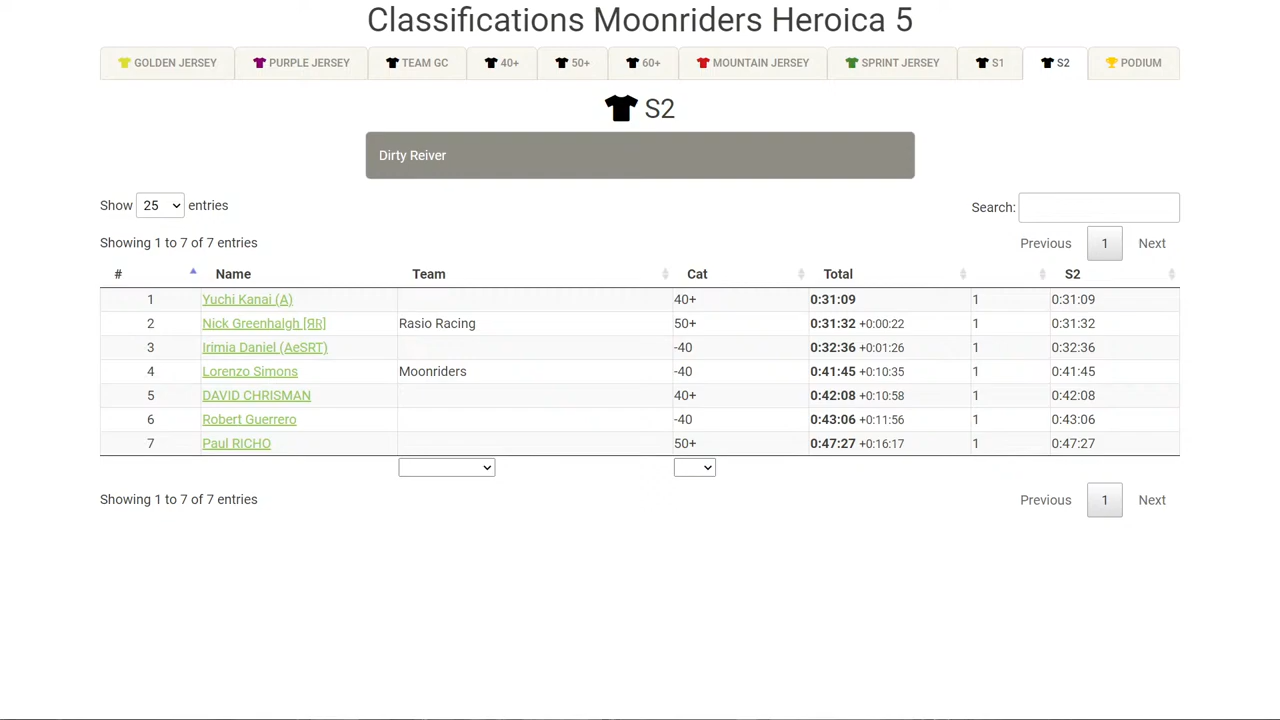 Classifications Moonriders Heroica 5
GOLDEN JERSEY PURPLE JERSEY TEAM GC 40+ 50+ 60+ MOUNTAIN JERSEY SPRINT JERSEY S1 S2 PODIUM
S2
Dirty Reiver
Show 25 entries Search:
Showing 1 to 7 of 7 entries Previous 1 Next
# Name Team Cat Total S2
1 Yuchi Kanai (A) 40+ 0:31:09 1 0:31:09
2 Nick Greenhalgh [ЯR] Rasio Racing 50+ 0:31:32 +0:00:22 1 0:31:32
3 Irimia Daniel (AeSRT) -40 0:32:36 +0:01:26 1 0:32:36
4 Lorenzo Simons Moonriders -40 0:41:45 +0:10:35 1 0:41:45
5 DAVID CHRISMAN 40+ 0:42:08 +0:10:58 1 0:42:08
6 Robert Guerrero -40 0:43:06 +0:11:56 1 0:43:06
7 Paul RICHO 50+ 0:47:27 +0:16:17 1 0:47:27
Showing 1 to 7 of 7 entries Previous 1 Next